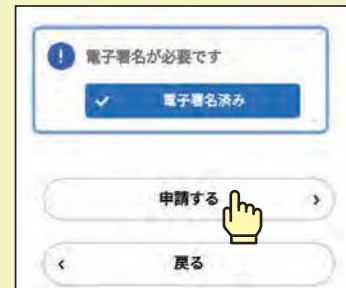 電子署名が必要です
電子署名済み
申請する
戻る